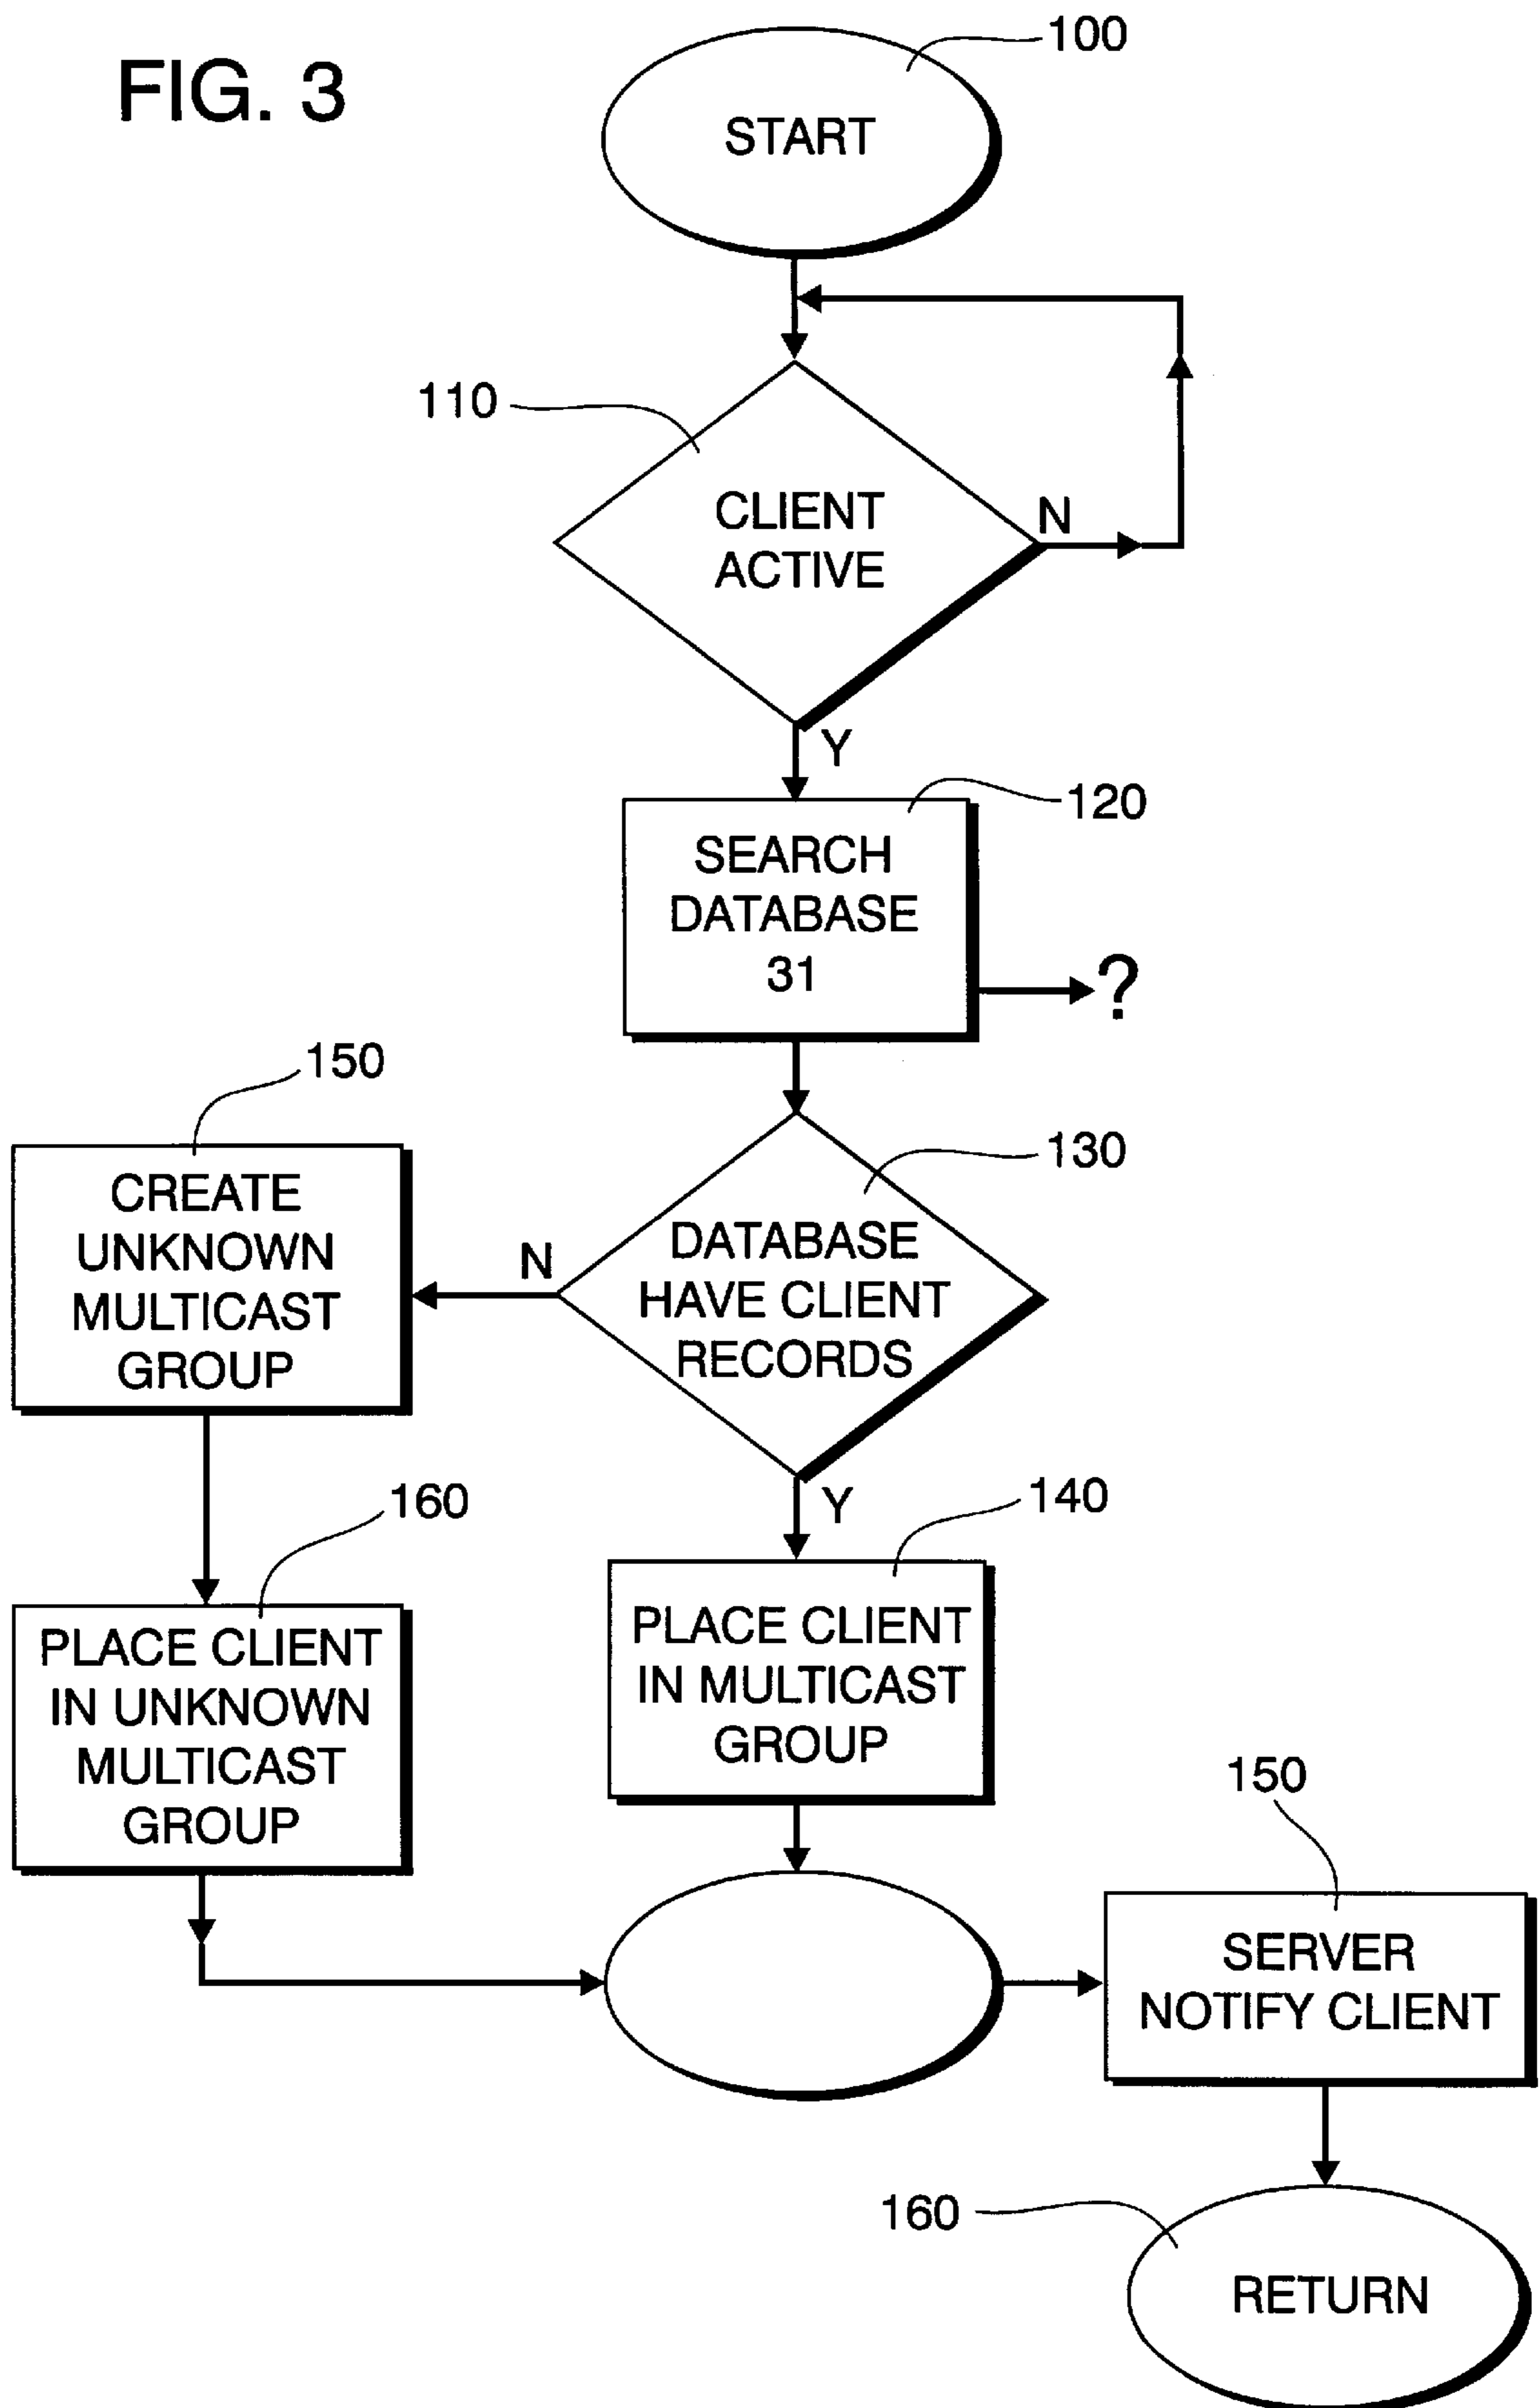 FIG. 3
100
START
110
CLIENT
ACTIVE
N
Y
120
SEARCH
DATABASE
31
?
150
CREATE
UNKNOWN
MULTICAST
GROUP
130
DATABASE
HAVE CLIENT
RECORDS
N
Y
160
PLACE CLIENT
IN UNKNOWN
MULTICAST
GROUP
140
PLACE CLIENT
IN MULTICAST
GROUP
150
SERVER
NOTIFY CLIENT
160
RETURN